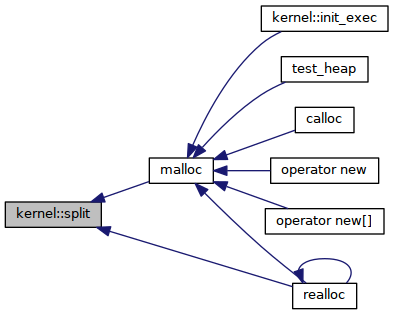 kernel::init_exec
test_heap
calloc
malloc
operator new
kernel::split
operator new[]
realloc